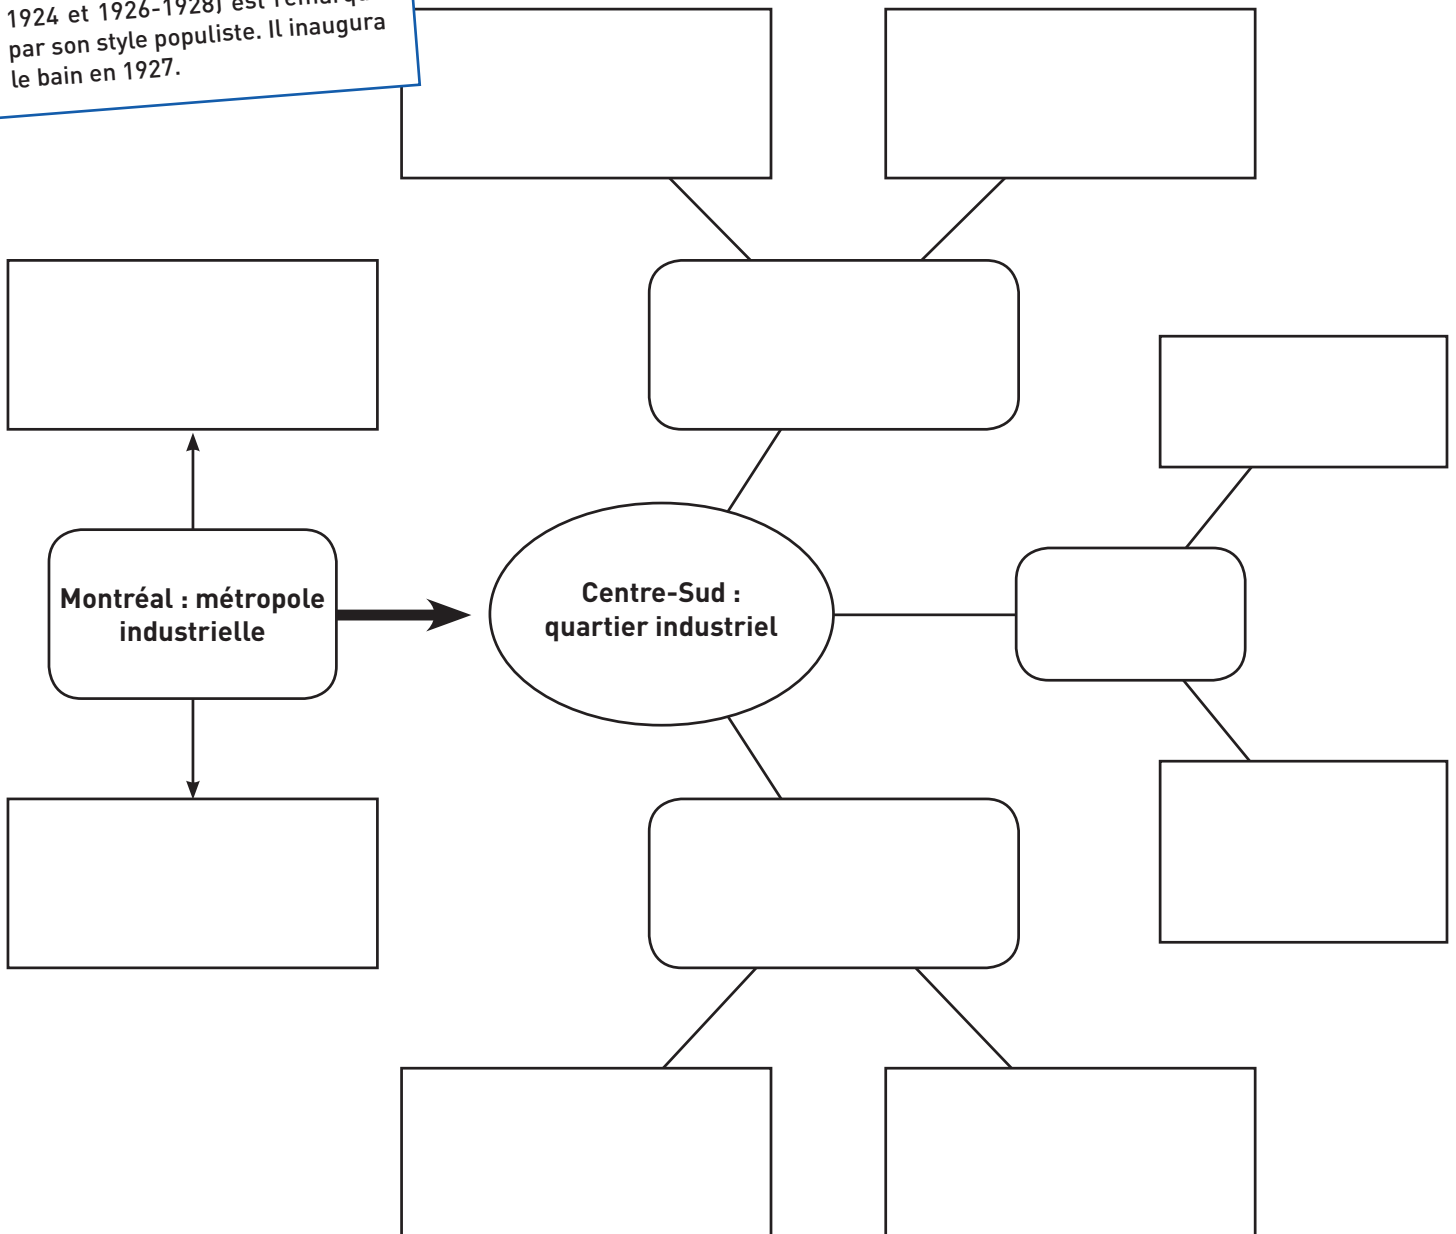 1924 et 1926-1928) est
par son style populiste. Il inaugura
le bain en 1927.
Montréal : métropole
industrielle
Centre-Sud :
quartier industriel